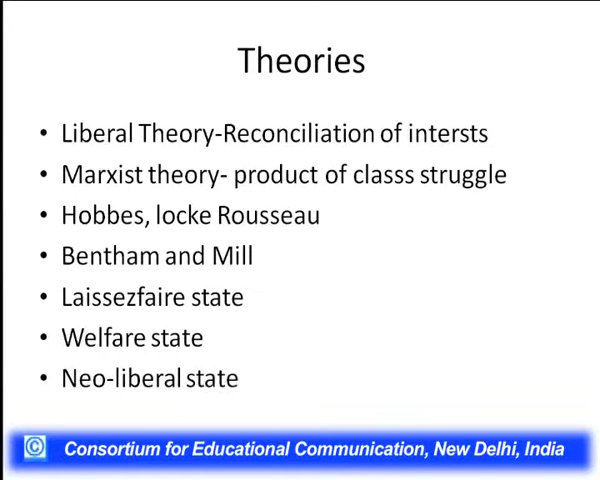 Theories
• Liberal Theory-Reconciliation of intersts
• Marxist theory- product of classs struggle
• Hobbes, locke Rousseau
• Bentham and Mill
• Laissezfaire state
• Welfare state
• Neo-liberal state
© Consortium for Educational Communication, New Delhi, India